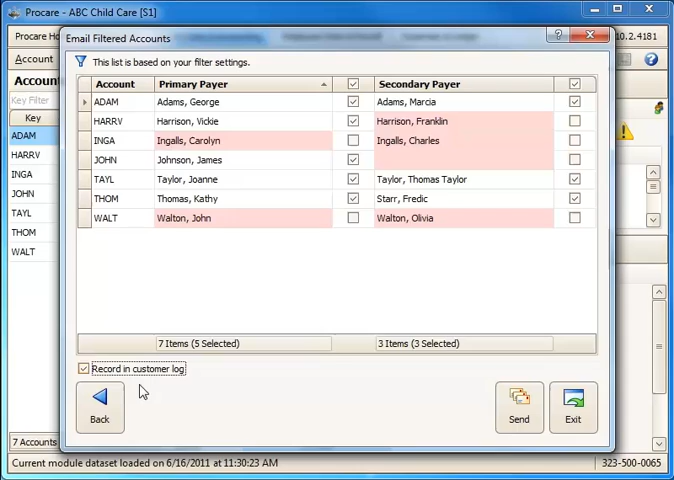 Procare - ABC Child Care [S1]
Procare Ho
10.2.4181
Email Filtered Accounts
Account
This list is based on your filter settings.
Accoun
Key Filter
Key
ADAM
HARRV
INGA
JOHN
TAYL
THOM
WALT
Account Primary Payer Secondary Payer
ADAM Adams, George Adams, Marcia
HARRV Harrison, Vickie Harrison, Franklin
INGA Ingalls, Carolyn Ingalls, Charles
JOHN Johnson, James
TAYL Taylor, Joanne Taylor, Thomas Taylor
THOM Thomas, Kathy Starr, Fredic
WALT Walton, John Walton, Olivia
7 Items (5 Selected) 3 Items (3 Selected)
Record in customer log
Back Send Exit
7 Accounts
Current module dataset loaded on 6/16/2011 at 11:30:23 AM 323-500-0065